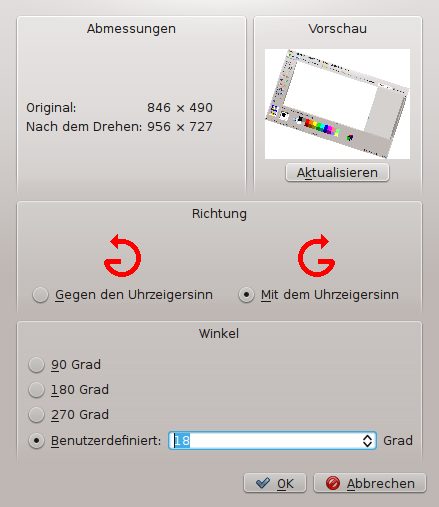 Abmessungen
Original: 846 × 490
Nach dem Drehen: 956 × 727
Vorschau
Aktualisieren
Richtung
Gegen den Uhrzeigersinn
Mit dem Uhrzeigersinn
Winkel
90 Grad
180 Grad
270 Grad
Benutzerdefiniert: 18 Grad
OK
Abbrechen